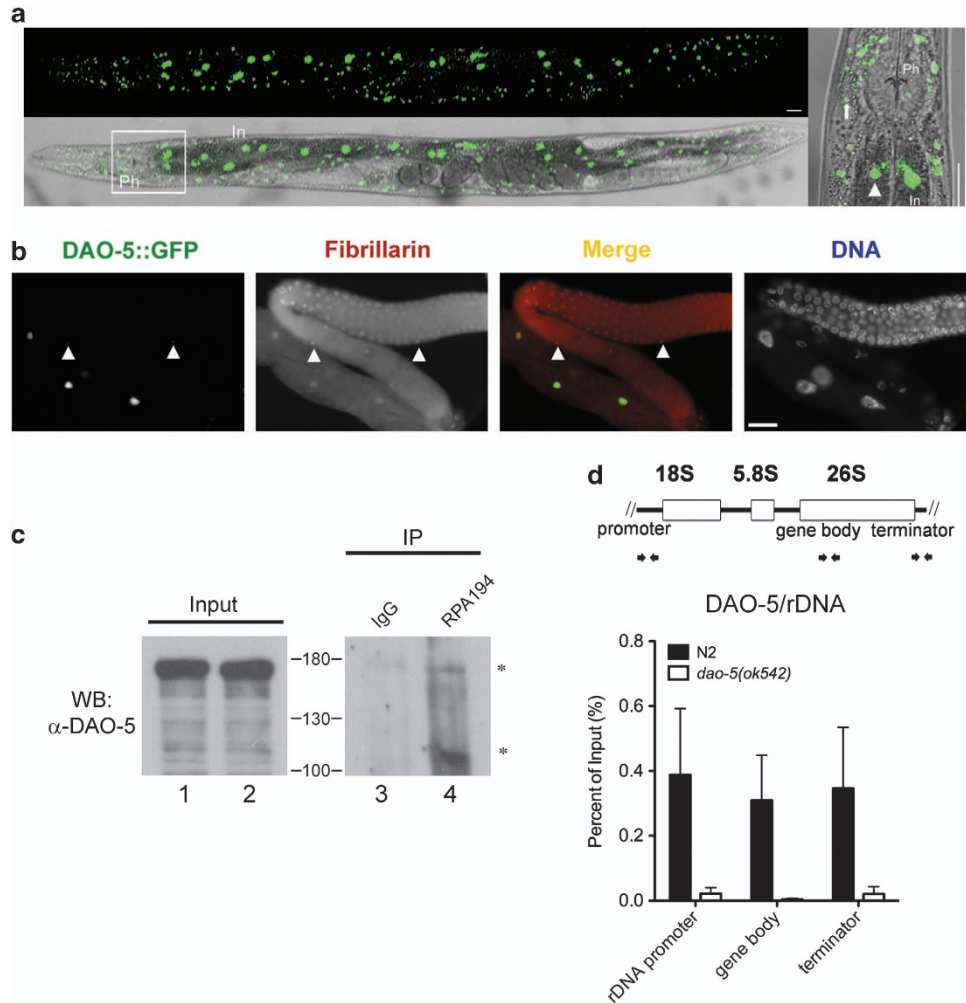 a
In
Ph
Ph
In
b
DAO-5::GFP
Fibrillarin
Merge
DNA
c
Input
IP
IgG
RPA194
WB:
α-DAO-5
–180
–130
–100
*
*
1
2
3
4
d
18S
5.8S
26S
//
//
promoter
gene body
terminator
DAO-5/rDNA
N2
dao-5(ok542)
Percent of Input (%)
0.8
0.6
0.4
0.2
0.0
rDNA promoter
gene body
terminator